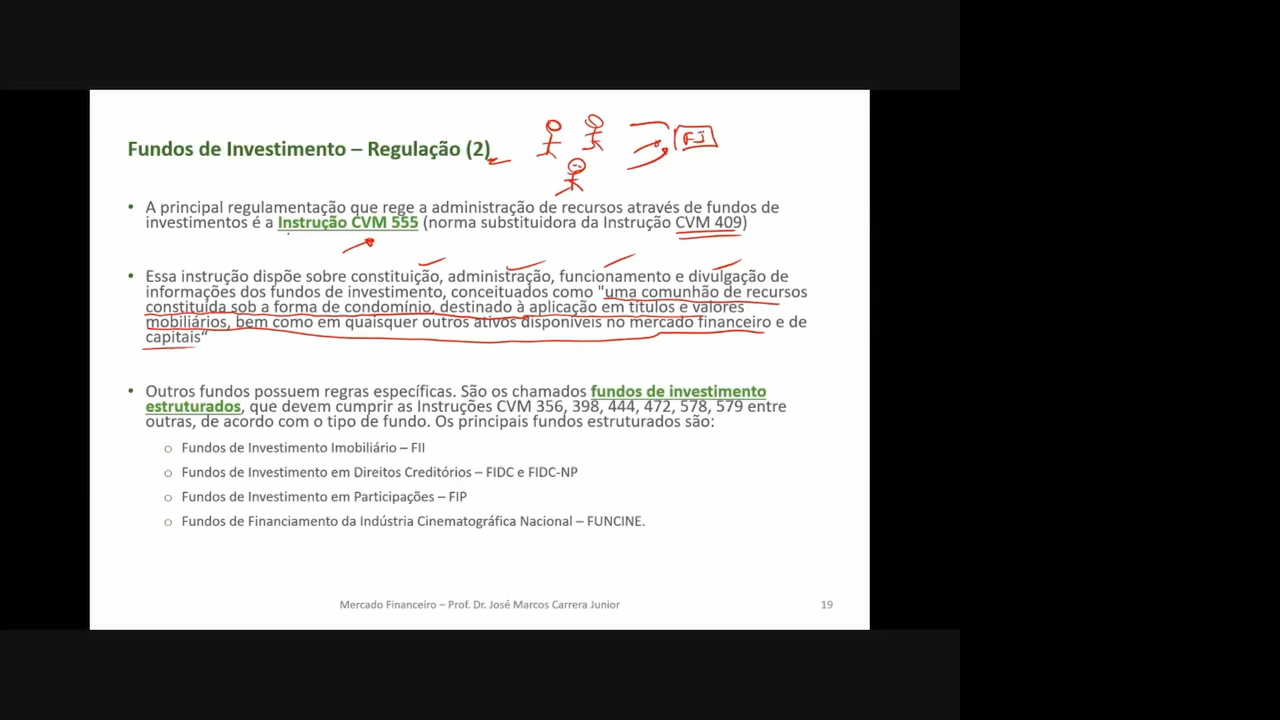 Fundos de Investimento – Regulação (2)
FI
• A principal regulamentação que rege a administração de recursos através de fundos de
investimentos é a Instrução CVM 555 (norma substituidora da Instrução CVM 409)
• Essa instrução dispõe sobre constituição, administração, funcionamento e divulgação de
informações dos fundos de investimento, conceituados como "uma comunhão de recursos
constituída sob a forma de condomínio, destinado à aplicação em títulos e valores
mobiliários, bem como em quaisquer outros ativos disponíveis no mercado financeiro e de
capitais“
• Outros fundos possuem regras específicas. São os chamados fundos de investimento
estruturados, que devem cumprir as Instruções CVM 356, 398, 444, 472, 578, 579 entre
outras, de acordo com o tipo de fundo. Os principais fundos estruturados são:
o Fundos de Investimento Imobiliário – FII
o Fundos de Investimento em Direitos Creditórios – FIDC e FIDC-NP
o Fundos de Investimento em Participações – FIP
o Fundos de Financiamento da Indústria Cinematográfica Nacional – FUNCINE.
Mercado Financeiro – Prof. Dr. José Marcos Carrera Junior
19